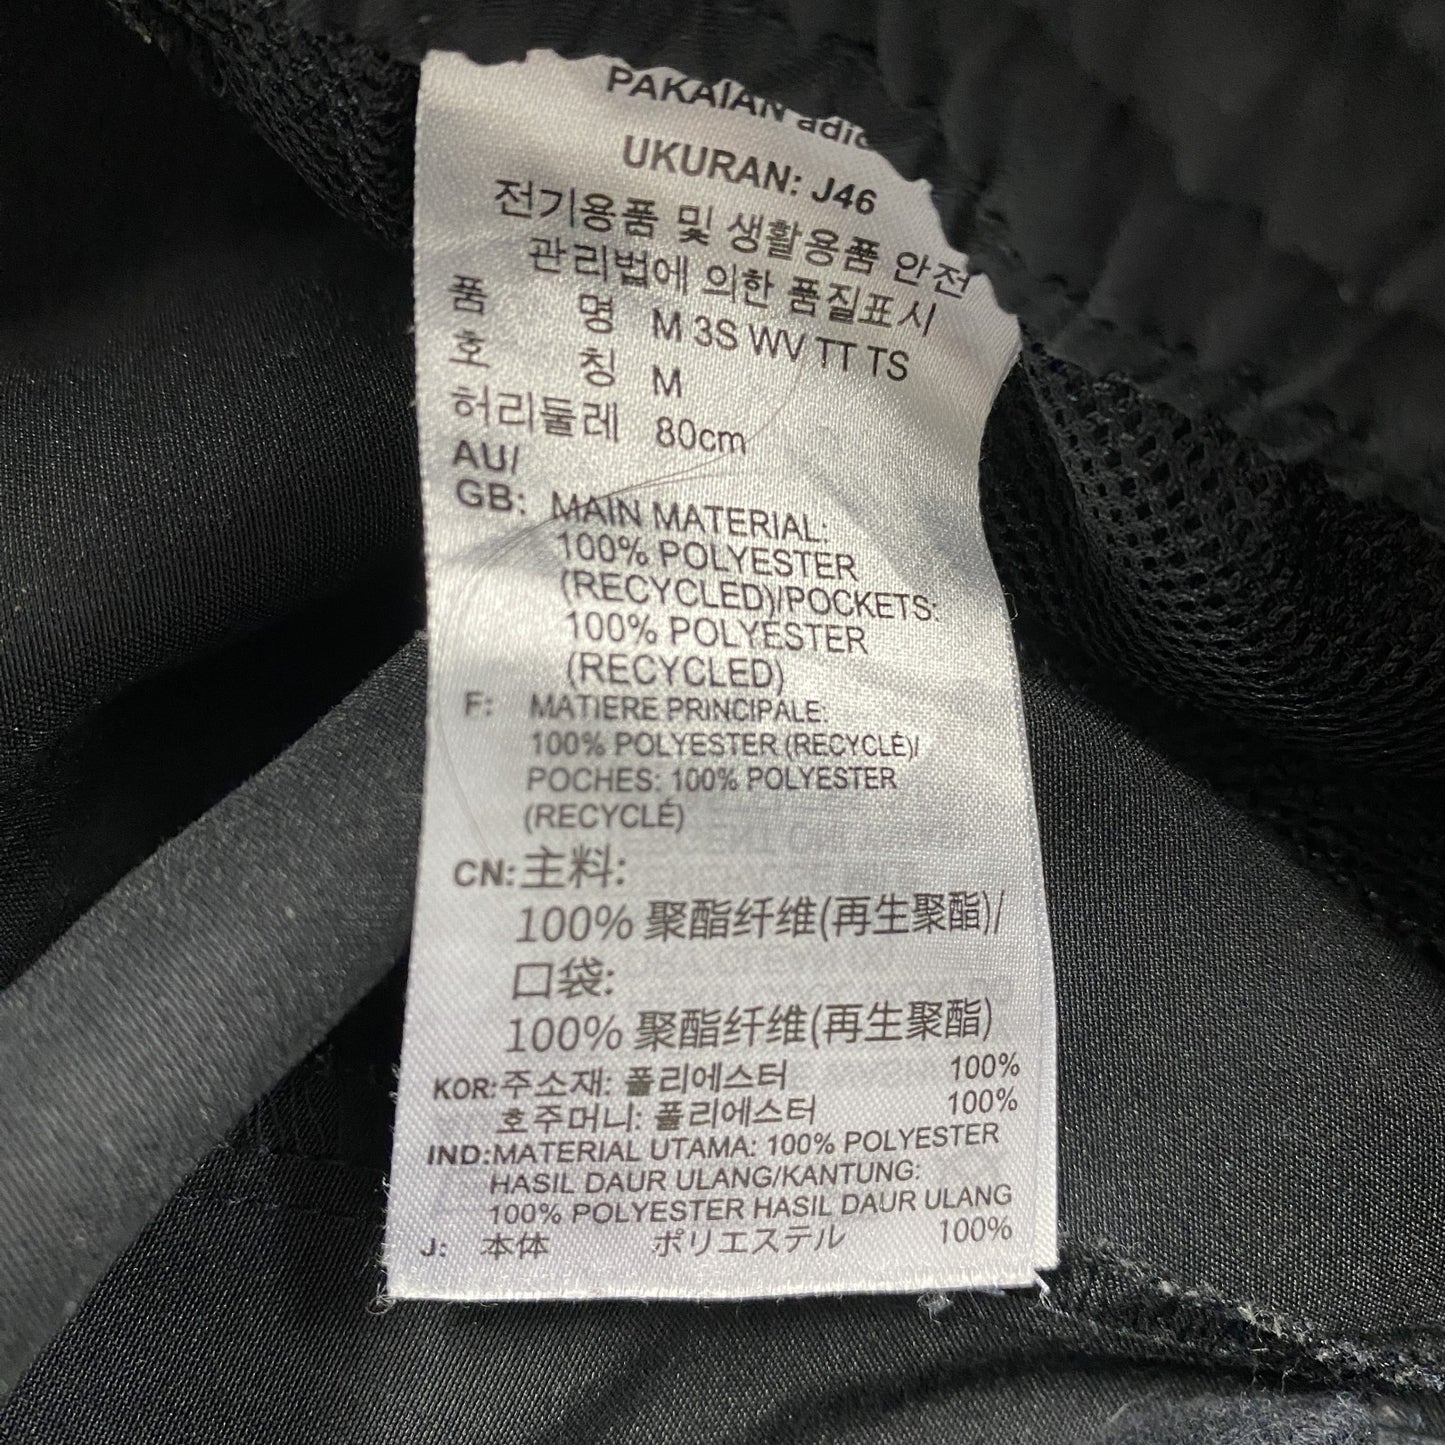 PAKAIAN
UKURAN: J46
전기용품 및 생활용품 안전
관리법에 의한 품질표시
품 명 M 3S WV TT TS
호 칭 M
허리둘레 80cm
AU/
GB: MAIN MATERIAL:
100% POLYESTER
(RECYCLED)/POCKETS:
100% POLYESTER
(RECYCLED)
F: MATIERE PRINCIPALE:
100% POLYESTER (RECYCLÉ)/
POCHES: 100% POLYESTER
(RECYCLÉ)
CN:主料:
100% 聚酯纤维(再生聚酯)/
口袋:
100% 聚酯纤维(再生聚酯)
KOR:주소재: 폴리에스터 100%
호주머니: 폴리에스터 100%
IND:MATERIAL UTAMA: 100% POLYESTER
HASIL DAUR ULANG/KANTUNG:
100% POLYESTER HASIL DAUR ULANG
J: 本体 ポリエステル 100%